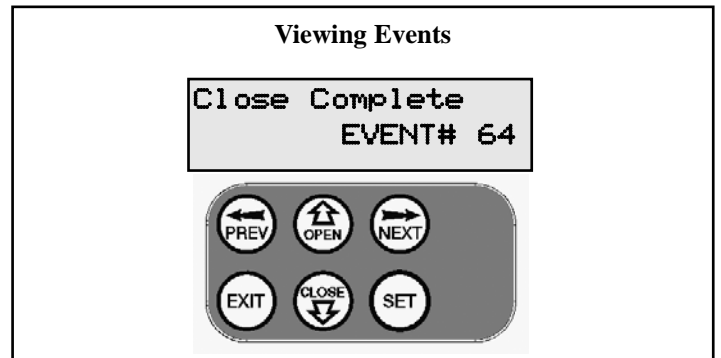 Viewing Events
Close Complete
EVENT# 64
PREV OPEN NEXT
EXIT CLOSE SET